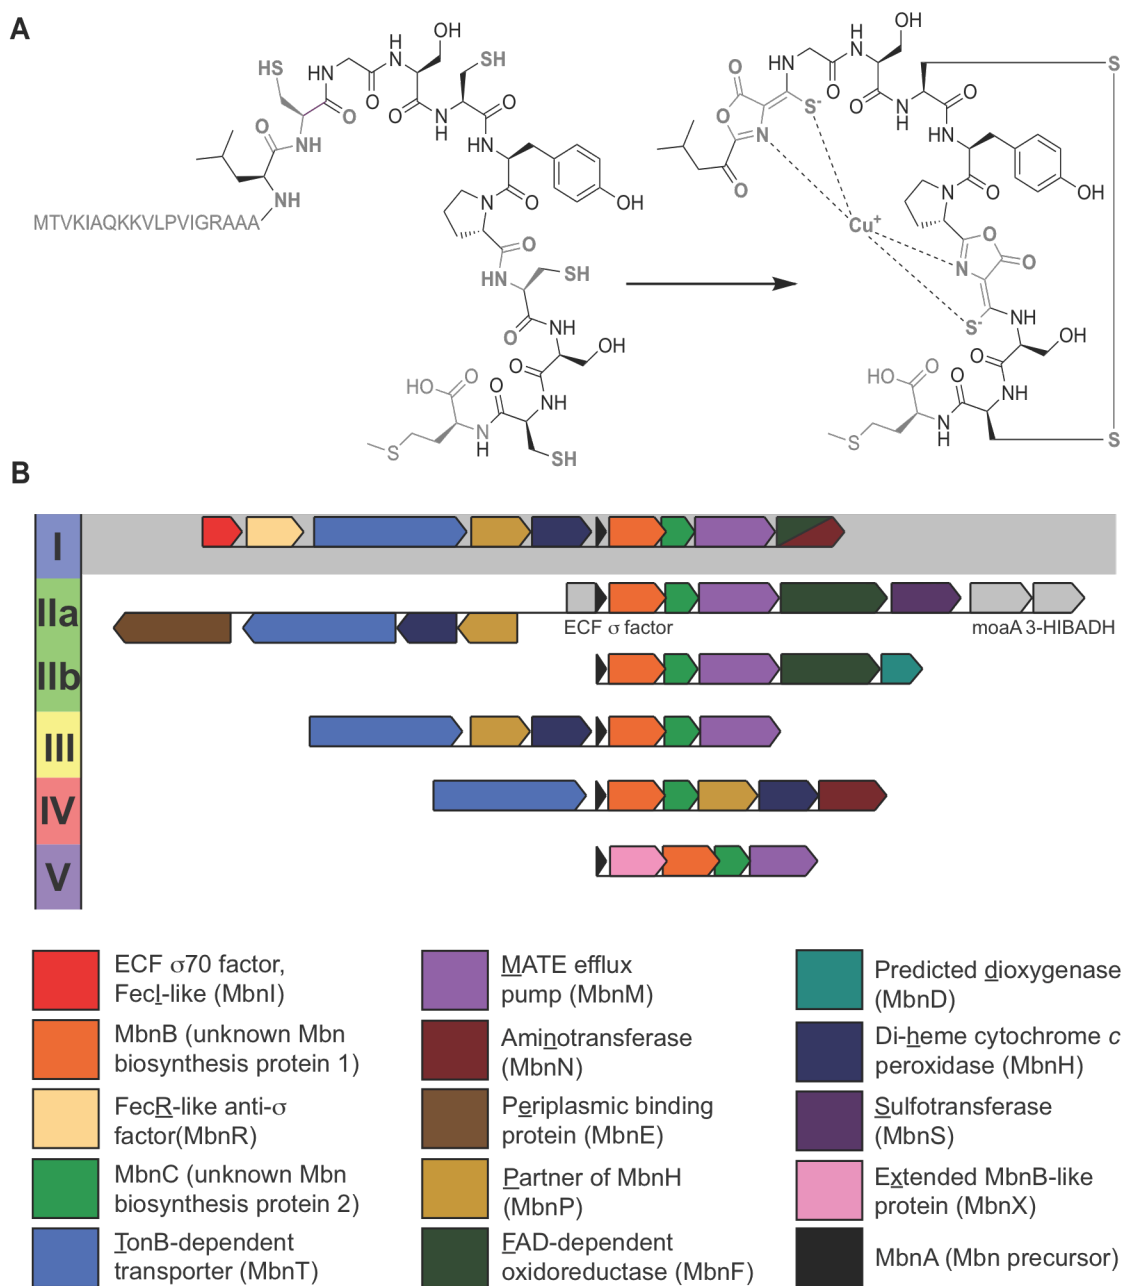 A
OH
H
N
SH
HS
HN
O
O
N
H
O
O
HN
O
NH
O
NH
N
O
OH
MTVKIAQKKVLPVIGRAAA
O
HN
SH
O
NH
OH
O
HO
O
O
NH
S
N
H
SH
OH
H
N
O
HN
O
S
O
O
S-
N
O
N
H
O
HN
O
OH
N
O
Cu+
O
N
O
S-
NH
OH
O
HO
O
O
NH
S
N
H
S
B
I
IIa
ECF σ factor
moaA 3-HIBADH
IIb
III
IV
V
ECF σ70 factor,
FecI-like (MbnI)
MbnB (unknown Mbn
biosynthesis protein 1)
FecR-like anti-σ
factor(MbnR)
MbnC (unknown Mbn
biosynthesis protein 2)
TonB-dependent
transporter (MbnT)
MATE efflux
pump (MbnM)
Aminotransferase
(MbnN)
Periplasmic binding
protein (MbnE)
Partner of MbnH
(MbnP)
FAD-dependent
oxidoreductase (MbnF)
Predicted dioxygenase
(MbnD)
Di-heme cytochrome c
peroxidase (MbnH)
Sulfotransferase
(MbnS)
Extended MbnB-like
protein (MbnX)
MbnA (Mbn precursor)